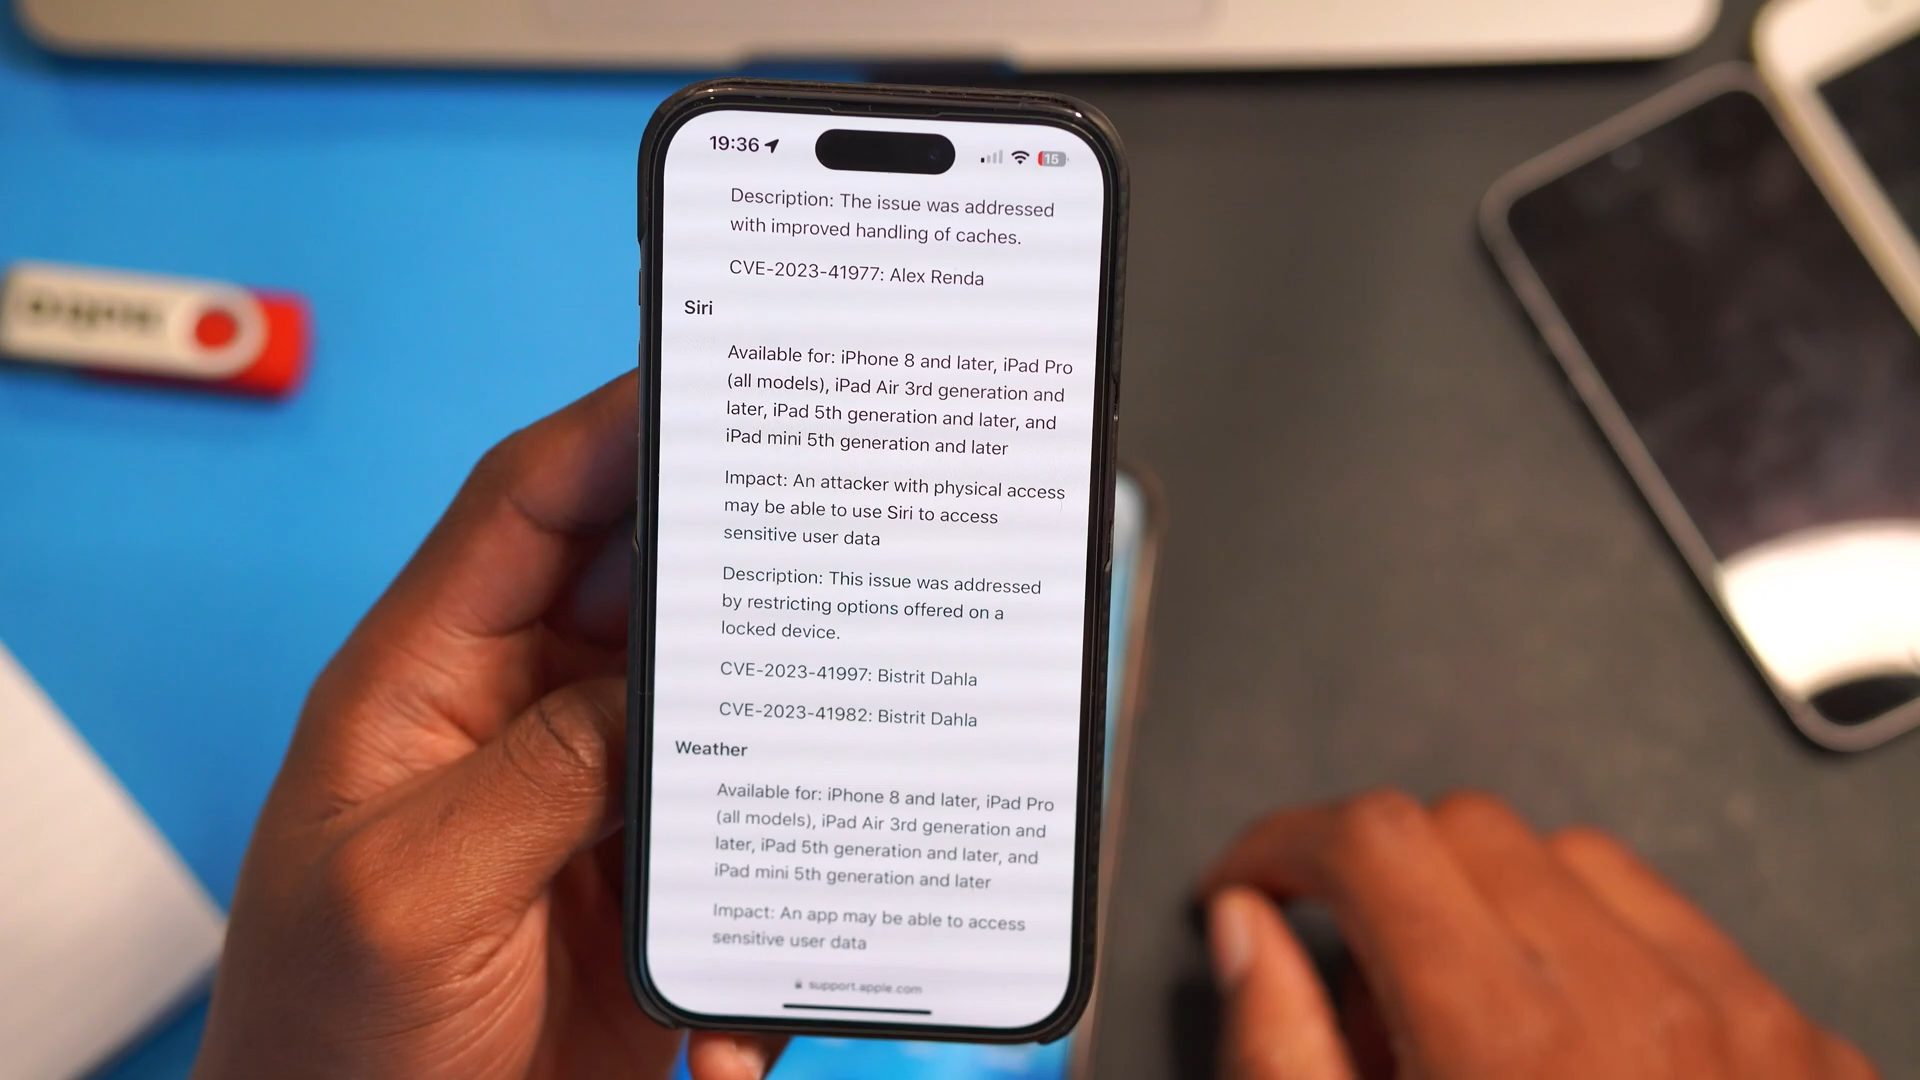 19:36
15
Description: The issue was addressed
with improved handling of caches.
CVE-2023-41977: Alex Renda
Siri
Available for: iPhone 8 and later, iPad Pro
(all models), iPad Air 3rd generation and
later, iPad 5th generation and later, and
iPad mini 5th generation and later
Impact: An attacker with physical access
may be able to use Siri to access
sensitive user data
Description: This issue was addressed
by restricting options offered on a
locked device.
CVE-2023-41997: Bistrit Dahla
CVE-2023-41982: Bistrit Dahla
Weather
Available for: iPhone 8 and later, iPad Pro
(all models), iPad Air 3rd generation and
later, iPad 5th generation and later, and
iPad mini 5th generation and later
Impact: An app may be able to access
sensitive user data
support.apple.com